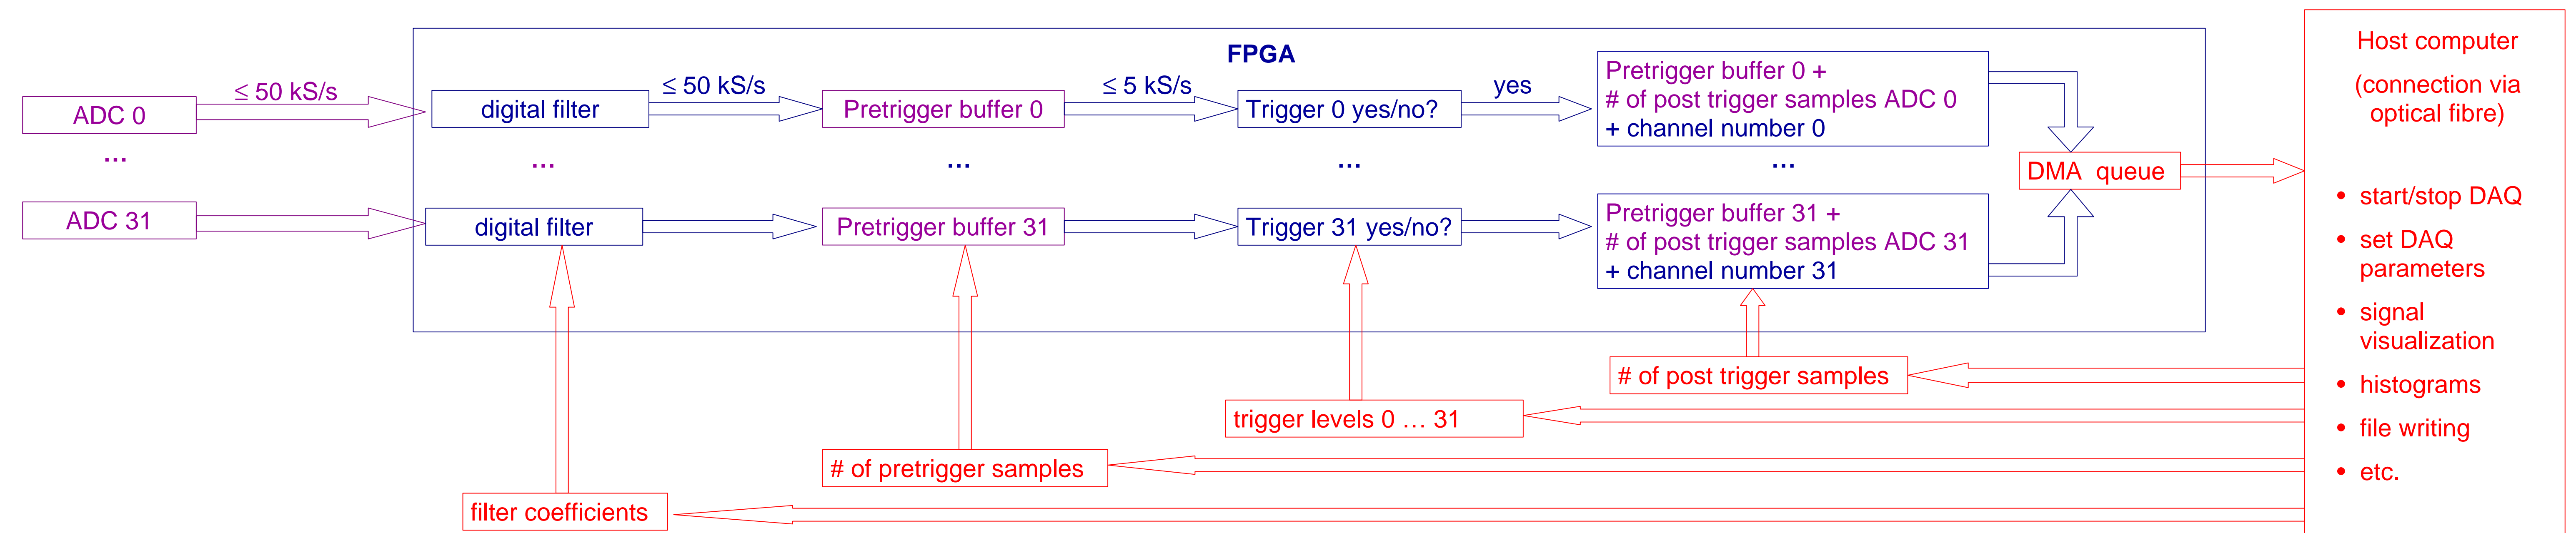 FPGA
ADC 0
≤ 50 kS/s
digital filter
≤ 50 kS/s
Pretrigger buffer 0
≤ 5 kS/s
Trigger 0 yes/no?
yes
Pretrigger buffer 0 +
# of post trigger samples ADC 0
+ channel number 0
...
...
...
...
...
DMA queue
ADC 31
digital filter
Pretrigger buffer 31
Trigger 31 yes/no?
Pretrigger buffer 31 +
# of post trigger samples ADC 31
+ channel number 31
# of post trigger samples
trigger levels 0 … 31
# of pretrigger samples
filter coefficients
Host computer
(connection via
optical fibre)
• start/stop DAQ
• set DAQ
parameters
• signal
visualization
• histograms
• file writing
• etc.